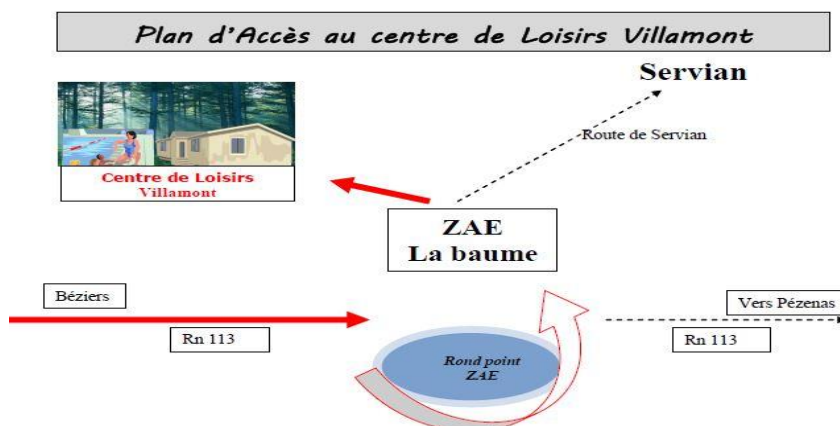 Plan d'Accès au centre de Loisirs Villamont
Servian
Route de Servian
Centre de Loisirs
Villamont
ZAE
La baume
Béziers
Vers Pézenas
Rn 113
Rn 113
Rond point
ZAE